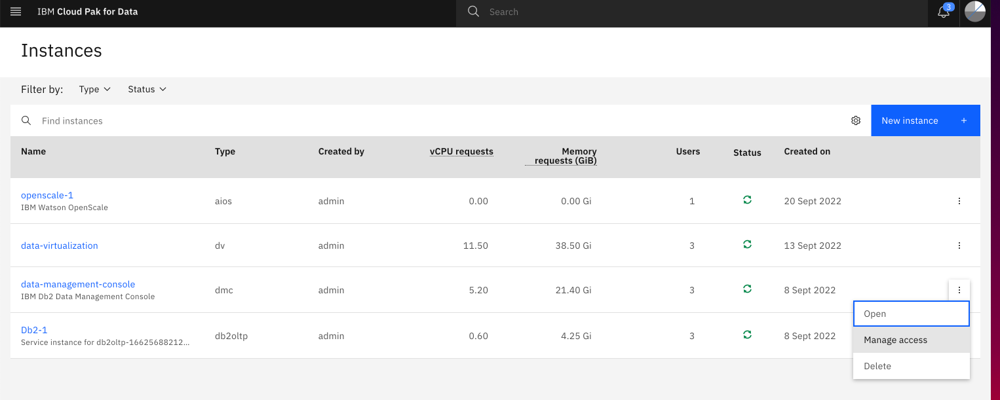 IBM Cloud Pak for Data
Search
3
Instances
Filter by:
Type
Status
Find instances
New instance +
Name Type Created by vCPU requests Memory requests (GiB) Users Status Created on
openscale-1
IBM Watson OpenScale
aios admin 0.00 0.00 Gi 1 20 Sept 2022
data-virtualization dv admin 11.50 38.50 Gi 3 13 Sept 2022
data-management-console
IBM Db2 Data Management Console
dmc admin 5.20 21.40 Gi 3 8 Sept 2022
Db2-1
Service instance for db2oltp-16625688212...
db2oltp admin 0.60 4.25 Gi 3 8 Sept 2022
Open
Manage access
Delete